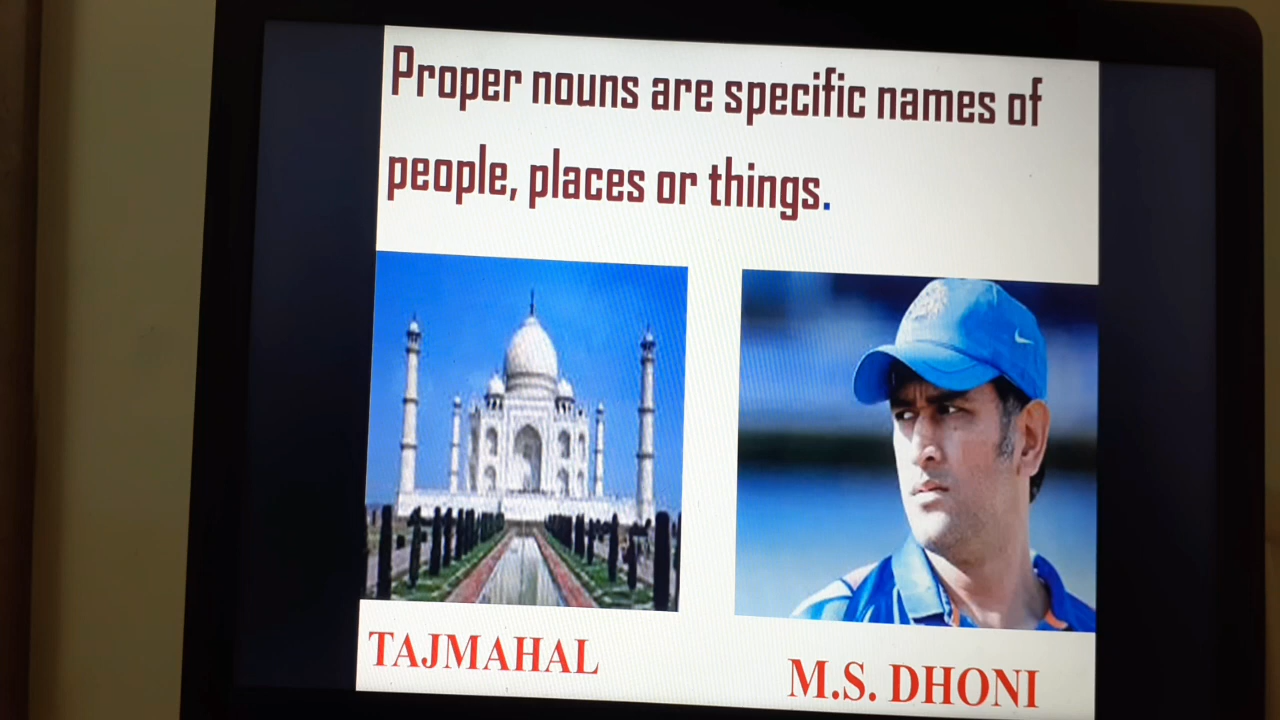 Proper nouns are specific names of
people, places or things.
TAJMAHAL
M.S. DHONI